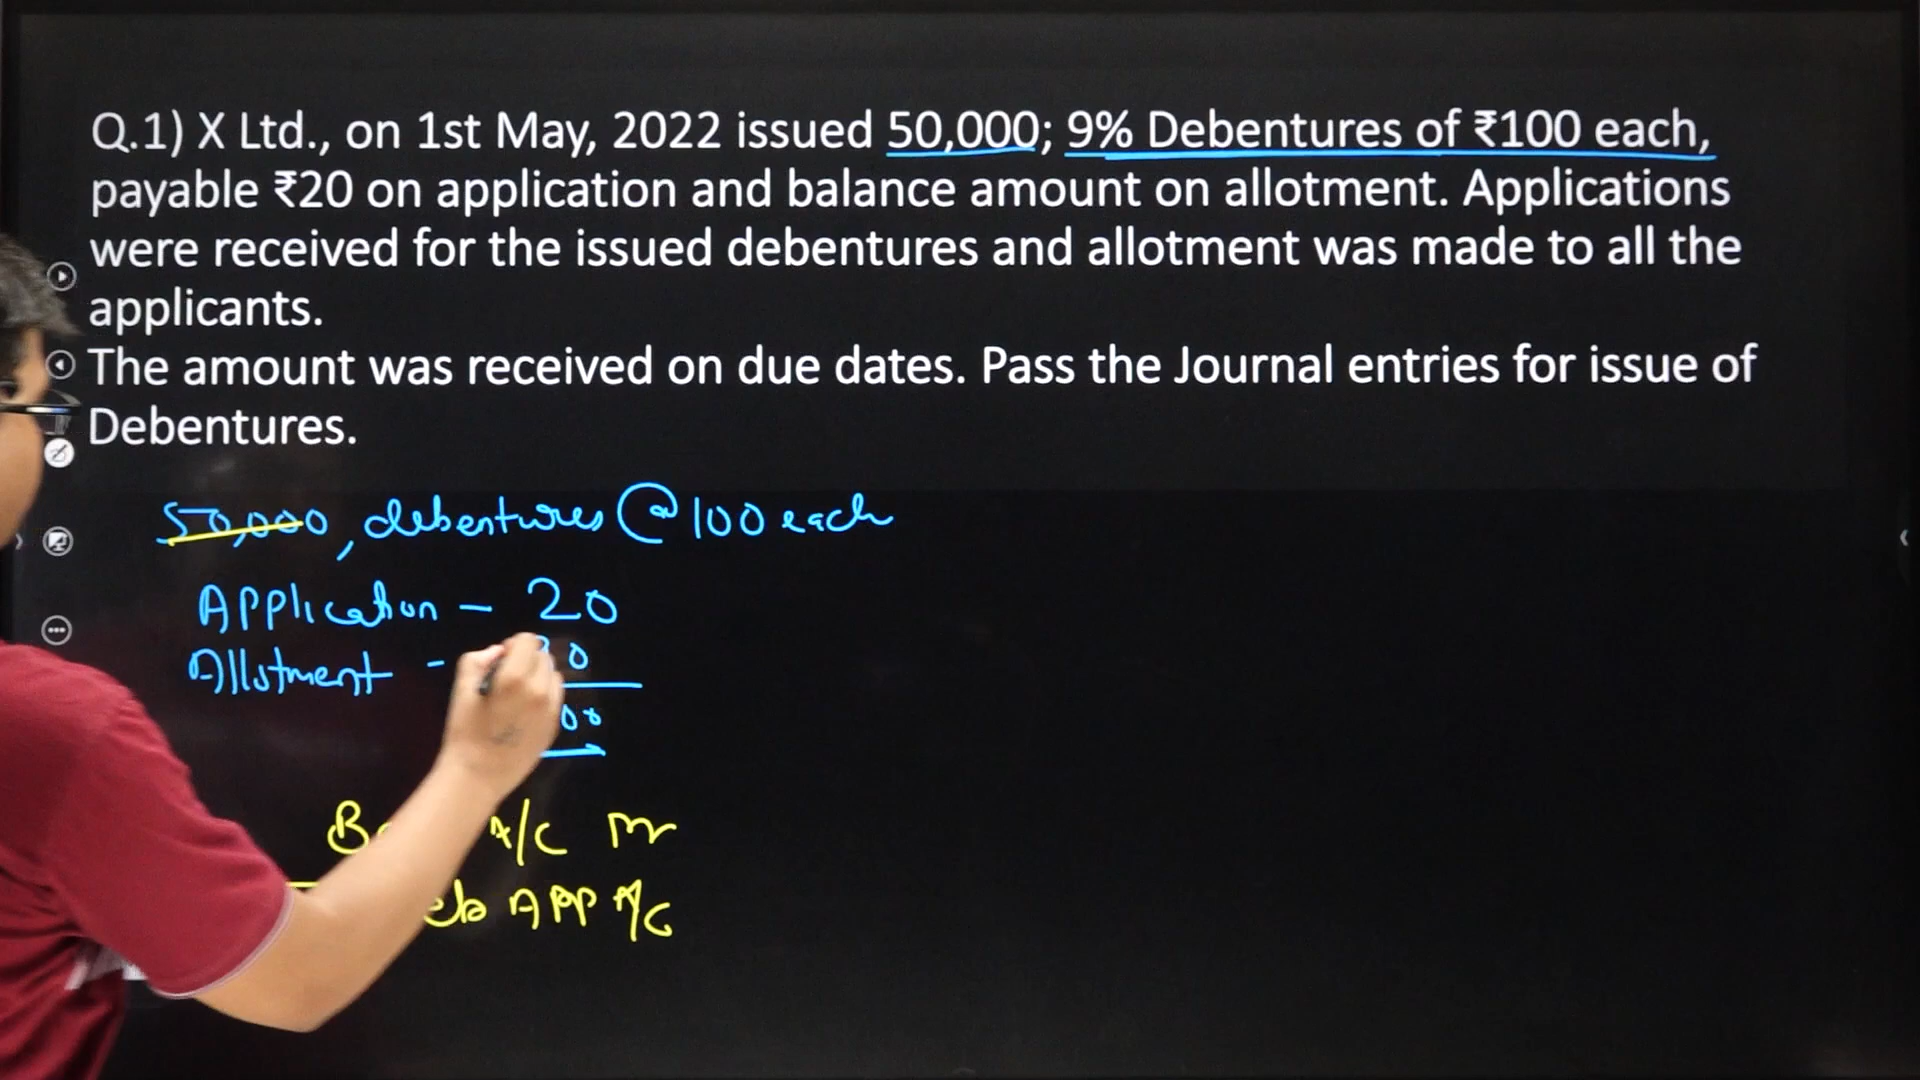 Q.1) X Ltd., on 1st May, 2022 issued 50,000; 9% Debentures of ₹100 each,
payable ₹20 on application and balance amount on allotment. Applications
were received for the issued debentures and allotment was made to all the
applicants.
The amount was received on due dates. Pass the Journal entries for issue of
Debentures.
50,000, debentures @ 100 each
Application - 20
Allotment -
A/C Dr
App A/C